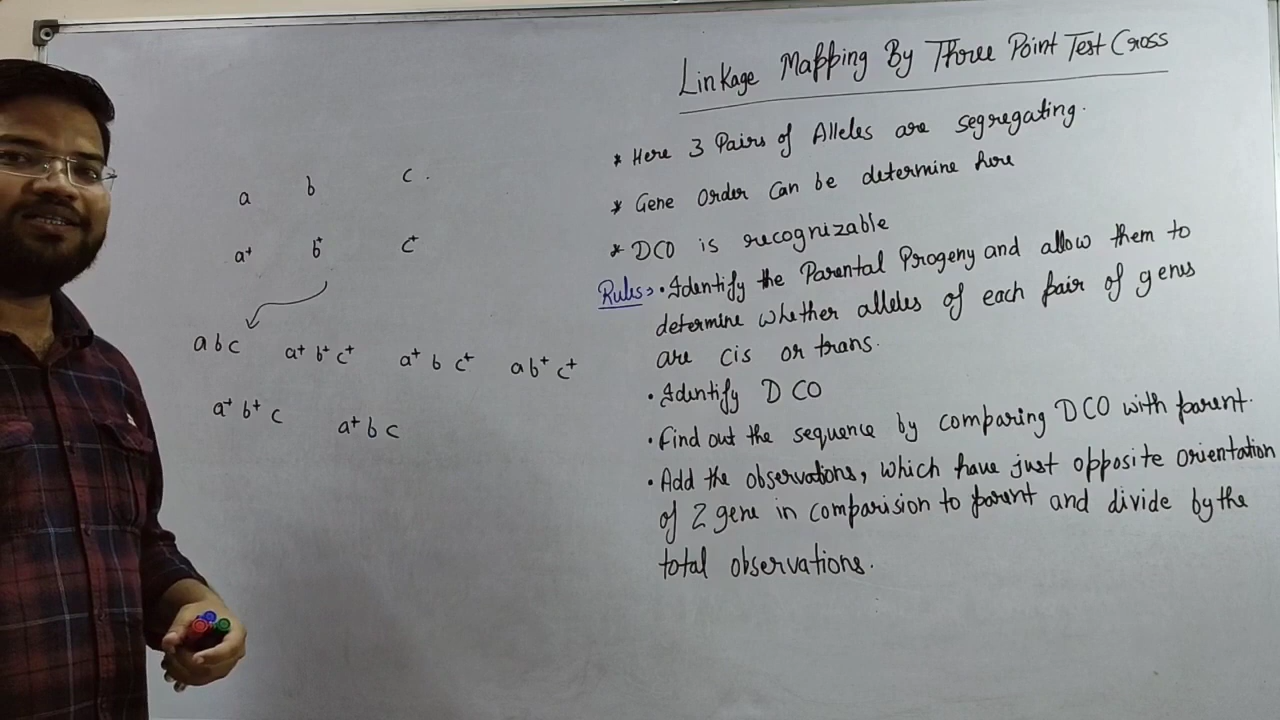 Linkage Mapping By Three Point Test Cross
* Here 3 Pairs of Alleles are segregating.
* Gene Order Can be determine here
* DCO is recognizable
Rules:- • Identify the Parental Progeny and allow them to
determine whether alleles of each pair of genes
are cis or trans.
• Identify DCO
• Find out the sequence by comparing DCO with parent.
• Add the observations, which have just opposite orientation
of 2 gene in comparision to parent and divide by the
total observations.
a b c .
a⁺ b⁺ c⁺
a b c a⁺ b⁺ c⁺ a⁺ b c⁺ a b⁺ c⁺
a⁺ b⁺ c a⁺ b c